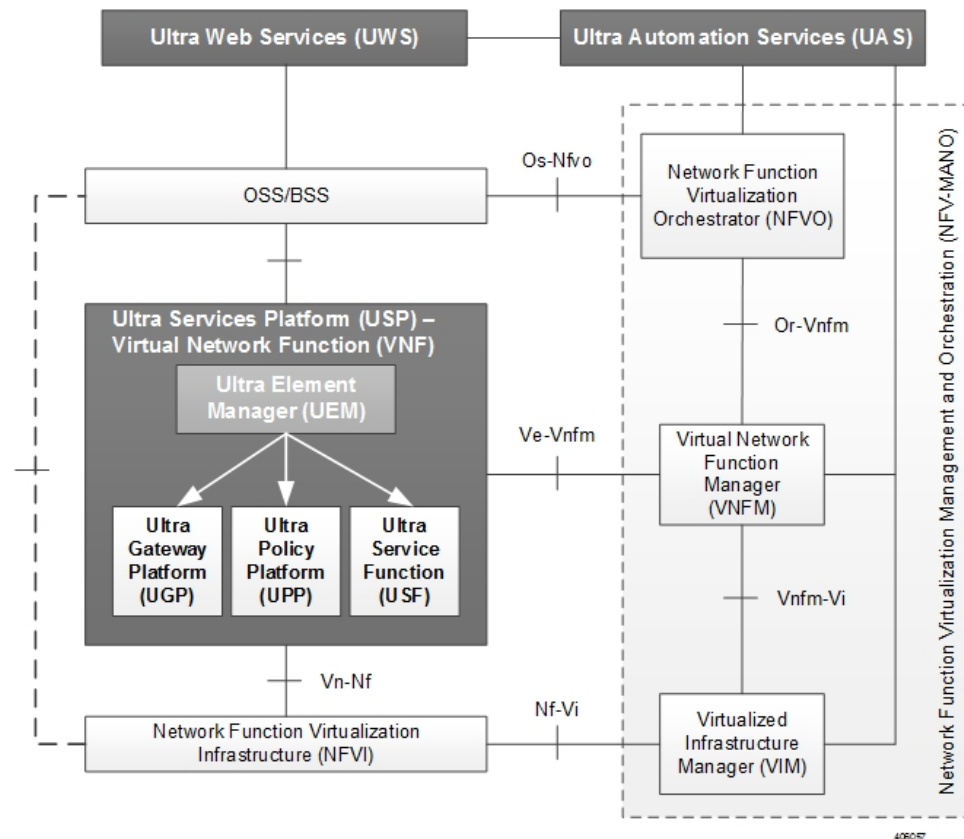 Ultra Web Services (UWS)
Ultra Automation Services (UAS)
Os-Nfvo
OSS/BSS
Network Function
Virtualization
Orchestrator (NFVO)
Ultra Services Platform (USP) –
Virtual Network Function (VNF)
Ultra Element
Manager (UEM)
Or-Vnfm
Ve-Vnfm
Virtual Network
Function
Manager
(VNFM)
Ultra
Gateway
Platform
(UGP)
Ultra
Policy
Platform
(UPP)
Ultra
Service
Function
(USF)
Vnfm-Vi
Vn-Nf
Nf-Vi
Network Function Virtualization
Infrastructure (NFVI)
Virtualized
Infrastructure
Manager (VIM)
Network Function Virtualization Management and Orchestration (NFV-MANO)